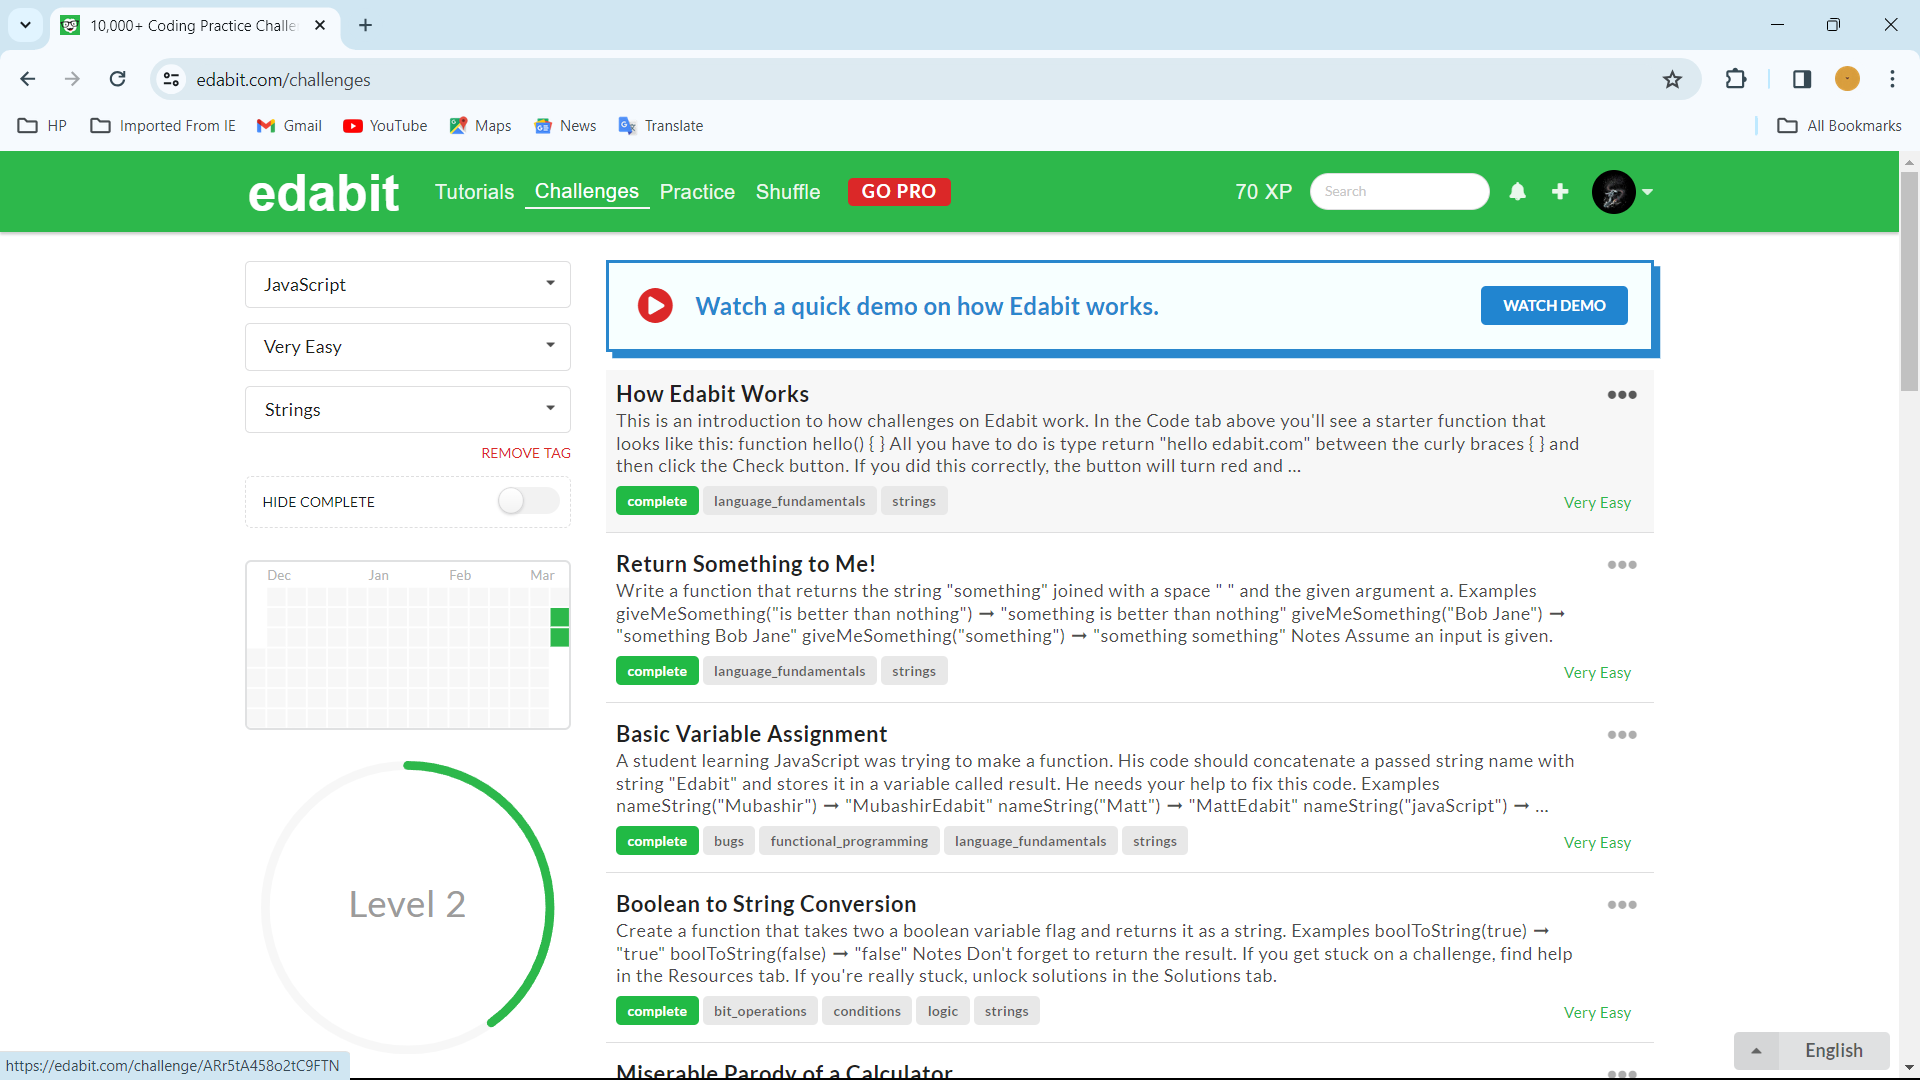 10,000+ Coding Practice Challe
edabit.com/challenges
HP
Imported From IE
Gmail
YouTube
Maps
News
Translate
All Bookmarks
edabit
Tutorials
Challenges
Practice
Shuffle
GO PRO
70 XP
Search
JavaScript
Very Easy
Strings
REMOVE TAG
HIDE COMPLETE
Dec Jan Feb Mar
Level 2
Watch a quick demo on how Edabit works.
WATCH DEMO
How Edabit Works
This is an introduction to how challenges on Edabit work. In the Code tab above you'll see a starter function that
looks like this: function hello() { } All you have to do is type return "hello edabit.com" between the curly braces { } and
then click the Check button. If you did this correctly, the button will turn red and ...
complete language_fundamentals strings
Very Easy
Return Something to Me!
Write a function that returns the string "something" joined with a space " " and the given argument a. Examples
giveMeSomething("is better than nothing") ➞ "something is better than nothing" giveMeSomething("Bob Jane") ➞
"something Bob Jane" giveMeSomething("something") ➞ "something something" Notes Assume an input is given.
complete language_fundamentals strings
Very Easy
Basic Variable Assignment
A student learning JavaScript was trying to make a function. His code should concatenate a passed string name with
string "Edabit" and stores it in a variable called result. He needs your help to fix this code. Examples
nameString("Mubashir") ➞ "MubashirEdabit" nameString("Matt") ➞ "MattEdabit" nameString("javaScript") ➞ ...
complete bugs functional_programming language_fundamentals strings
Very Easy
Boolean to String Conversion
Create a function that takes two a boolean variable flag and returns it as a string. Examples boolToString(true) ➞
"true" boolToString(false) ➞ "false" Notes Don't forget to return the result. If you get stuck on a challenge, find help
in the Resources tab. If you're really stuck, unlock solutions in the Solutions tab.
complete bit_operations conditions logic strings
Very Easy
Miserable Parody of a Calculator
English
https://edabit.com/challenge/ARr5tA458o2tC9FTN